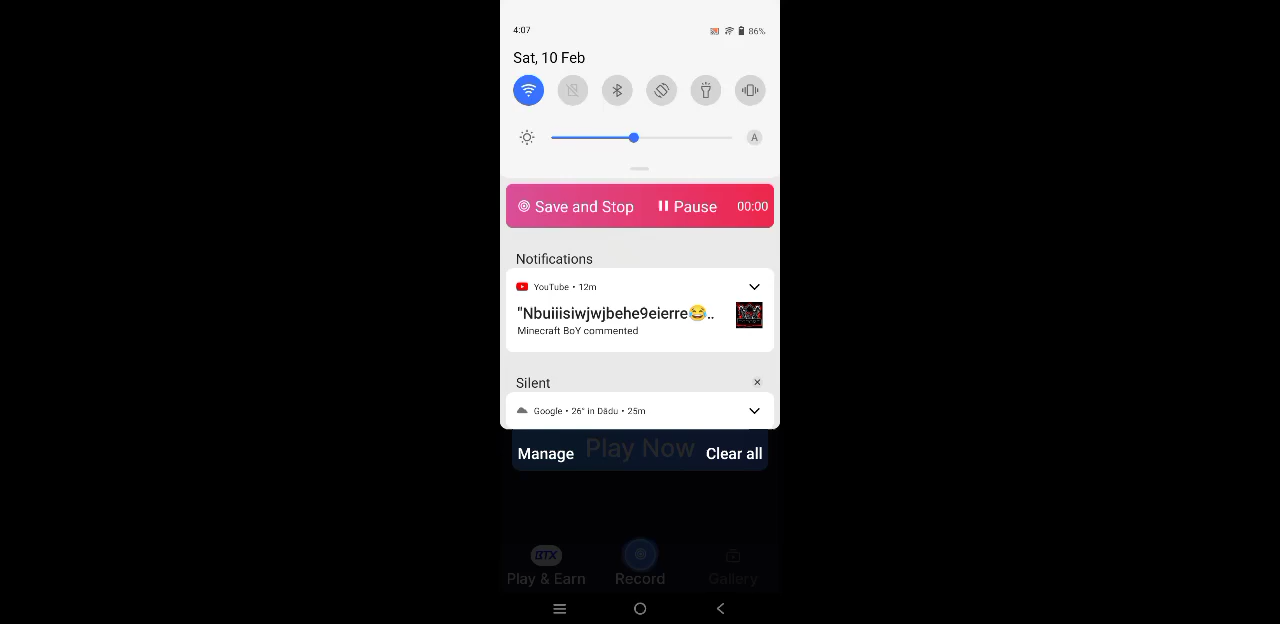 4:07 86%
Sat, 10 Feb
A
Save and Stop Pause 00:00
Notifications
YouTube • 12m
"Nbuiiisiwjwjbehe9eierre😂..
Minecraft BoY commented
Silent
Google • 26° in Dādu • 25m
Manage Play Now Clear all
BTX
Play & Earn Record Gallery